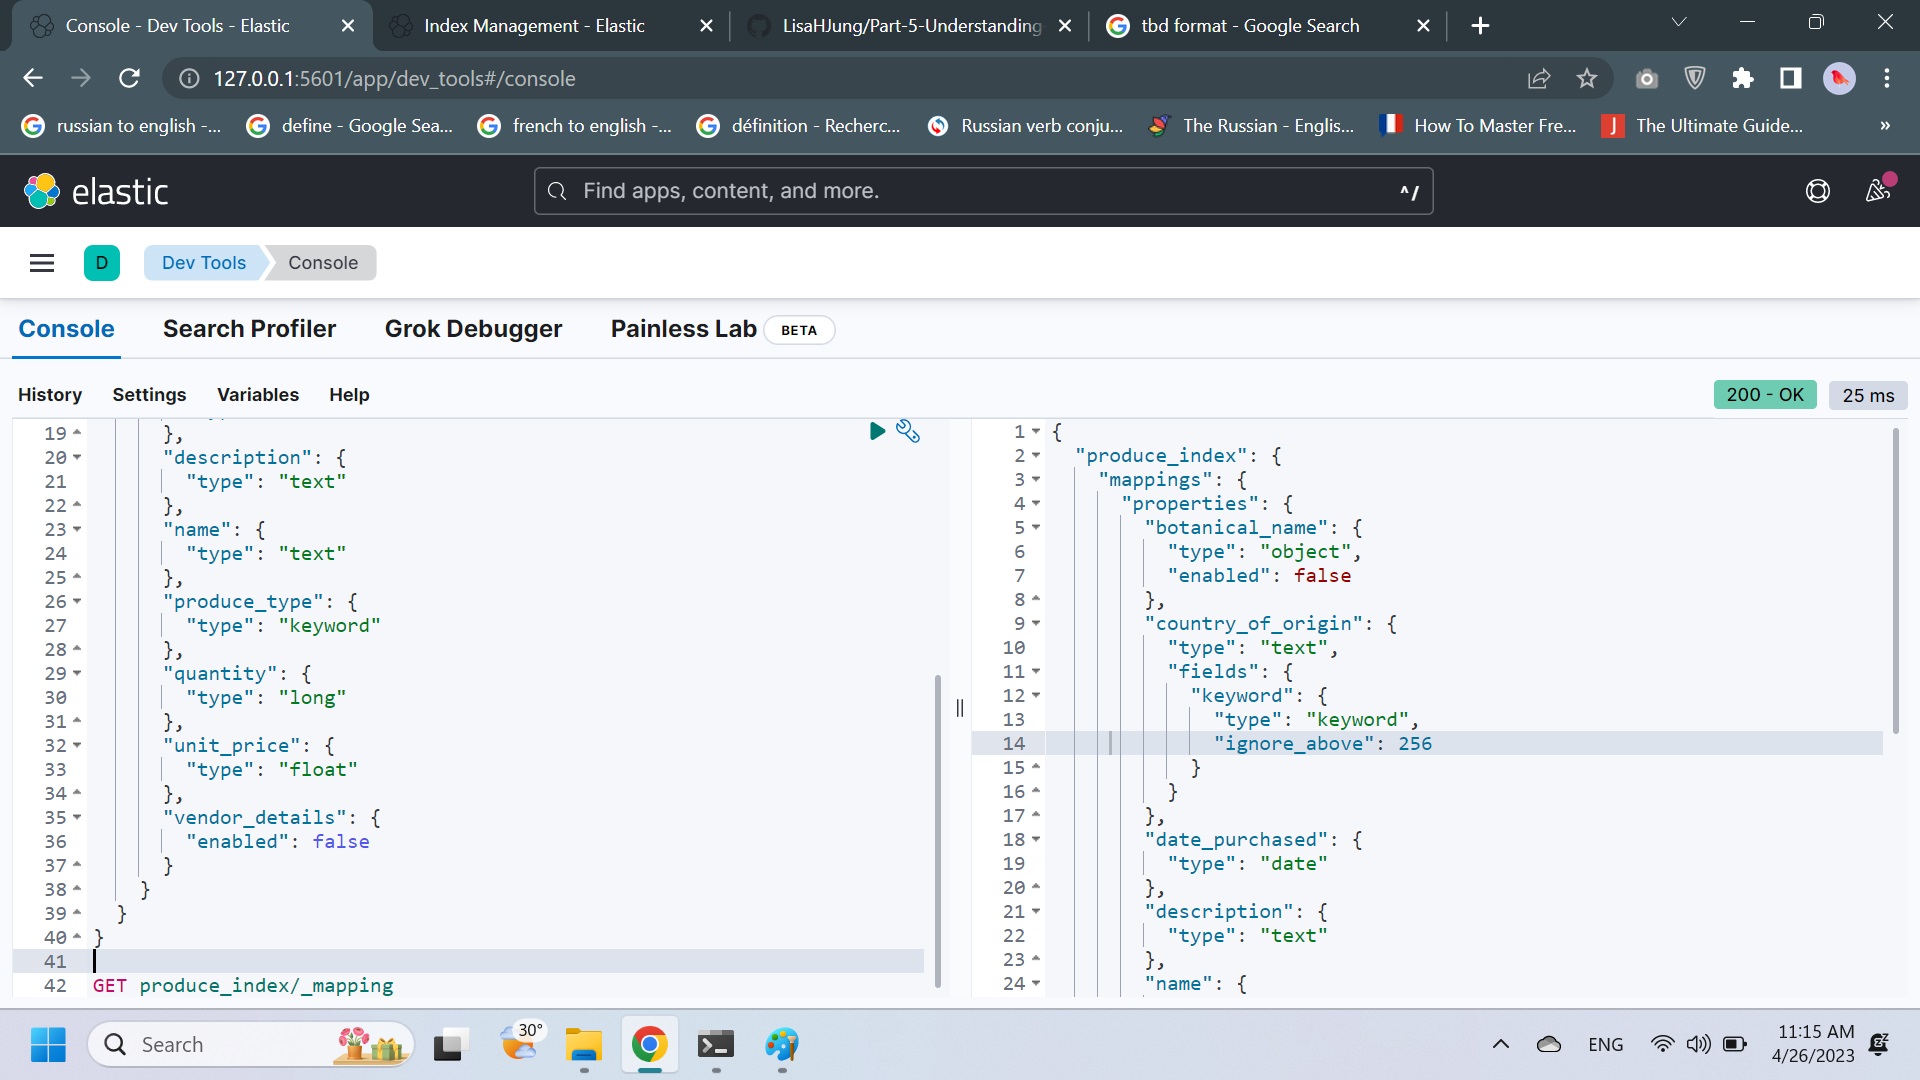 Console - Dev Tools - Elastic
Index Management - Elastic
LisaHJung/Part-5-Understanding
tbd format - Google Search
127.0.0.1:5601/app/dev_tools#/console
russian to english -...
define - Google Sea...
french to english -...
définition - Recherc...
Russian verb conju...
The Russian - Englis...
How To Master Fre...
The Ultimate Guide...
»
elastic
Find apps, content, and more.
^/
D
Dev Tools
Console
Console
Search Profiler
Grok Debugger
Painless Lab
BETA
History
Settings
Variables
Help
200 - OK
25 ms
19 },
20 "description": {
21 "type": "text"
22 },
23 "name": {
24 "type": "text"
25 },
26 "produce_type": {
27 "type": "keyword"
28 },
29 "quantity": {
30 "type": "long"
31 },
32 "unit_price": {
33 "type": "float"
34 },
35 "vendor_details": {
36 "enabled": false
37 }
38 }
39 }
40 }
41
42 GET produce_index/_mapping
1 {
2 "produce_index": {
3 "mappings": {
4 "properties": {
5 "botanical_name": {
6 "type": "object",
7 "enabled": false
8 },
9 "country_of_origin": {
10 "type": "text",
11 "fields": {
12 "keyword": {
13 "type": "keyword",
14 "ignore_above": 256
15 }
16 }
17 },
18 "date_purchased": {
19 "type": "date"
20 },
21 "description": {
22 "type": "text"
23 },
24 "name": {
Search
30°
ENG
11:15 AM
4/26/2023